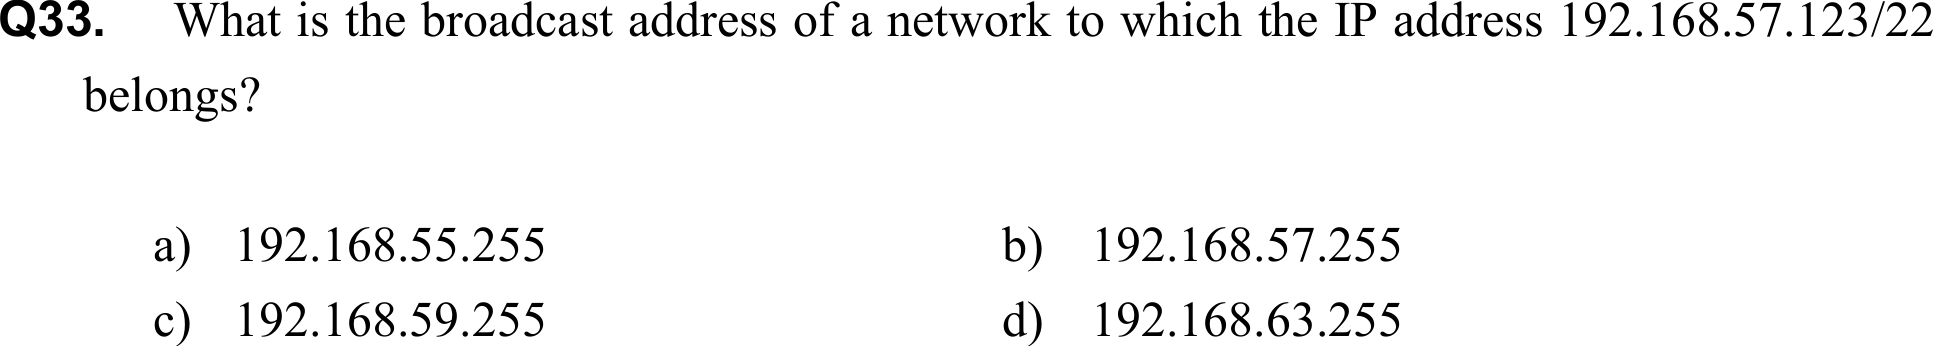 Q33. What is the broadcast address of a network to which the IP address 192.168.57.123/22
belongs?
a) 192.168.55.255 b) 192.168.57.255
c) 192.168.59.255 d) 192.168.63.255